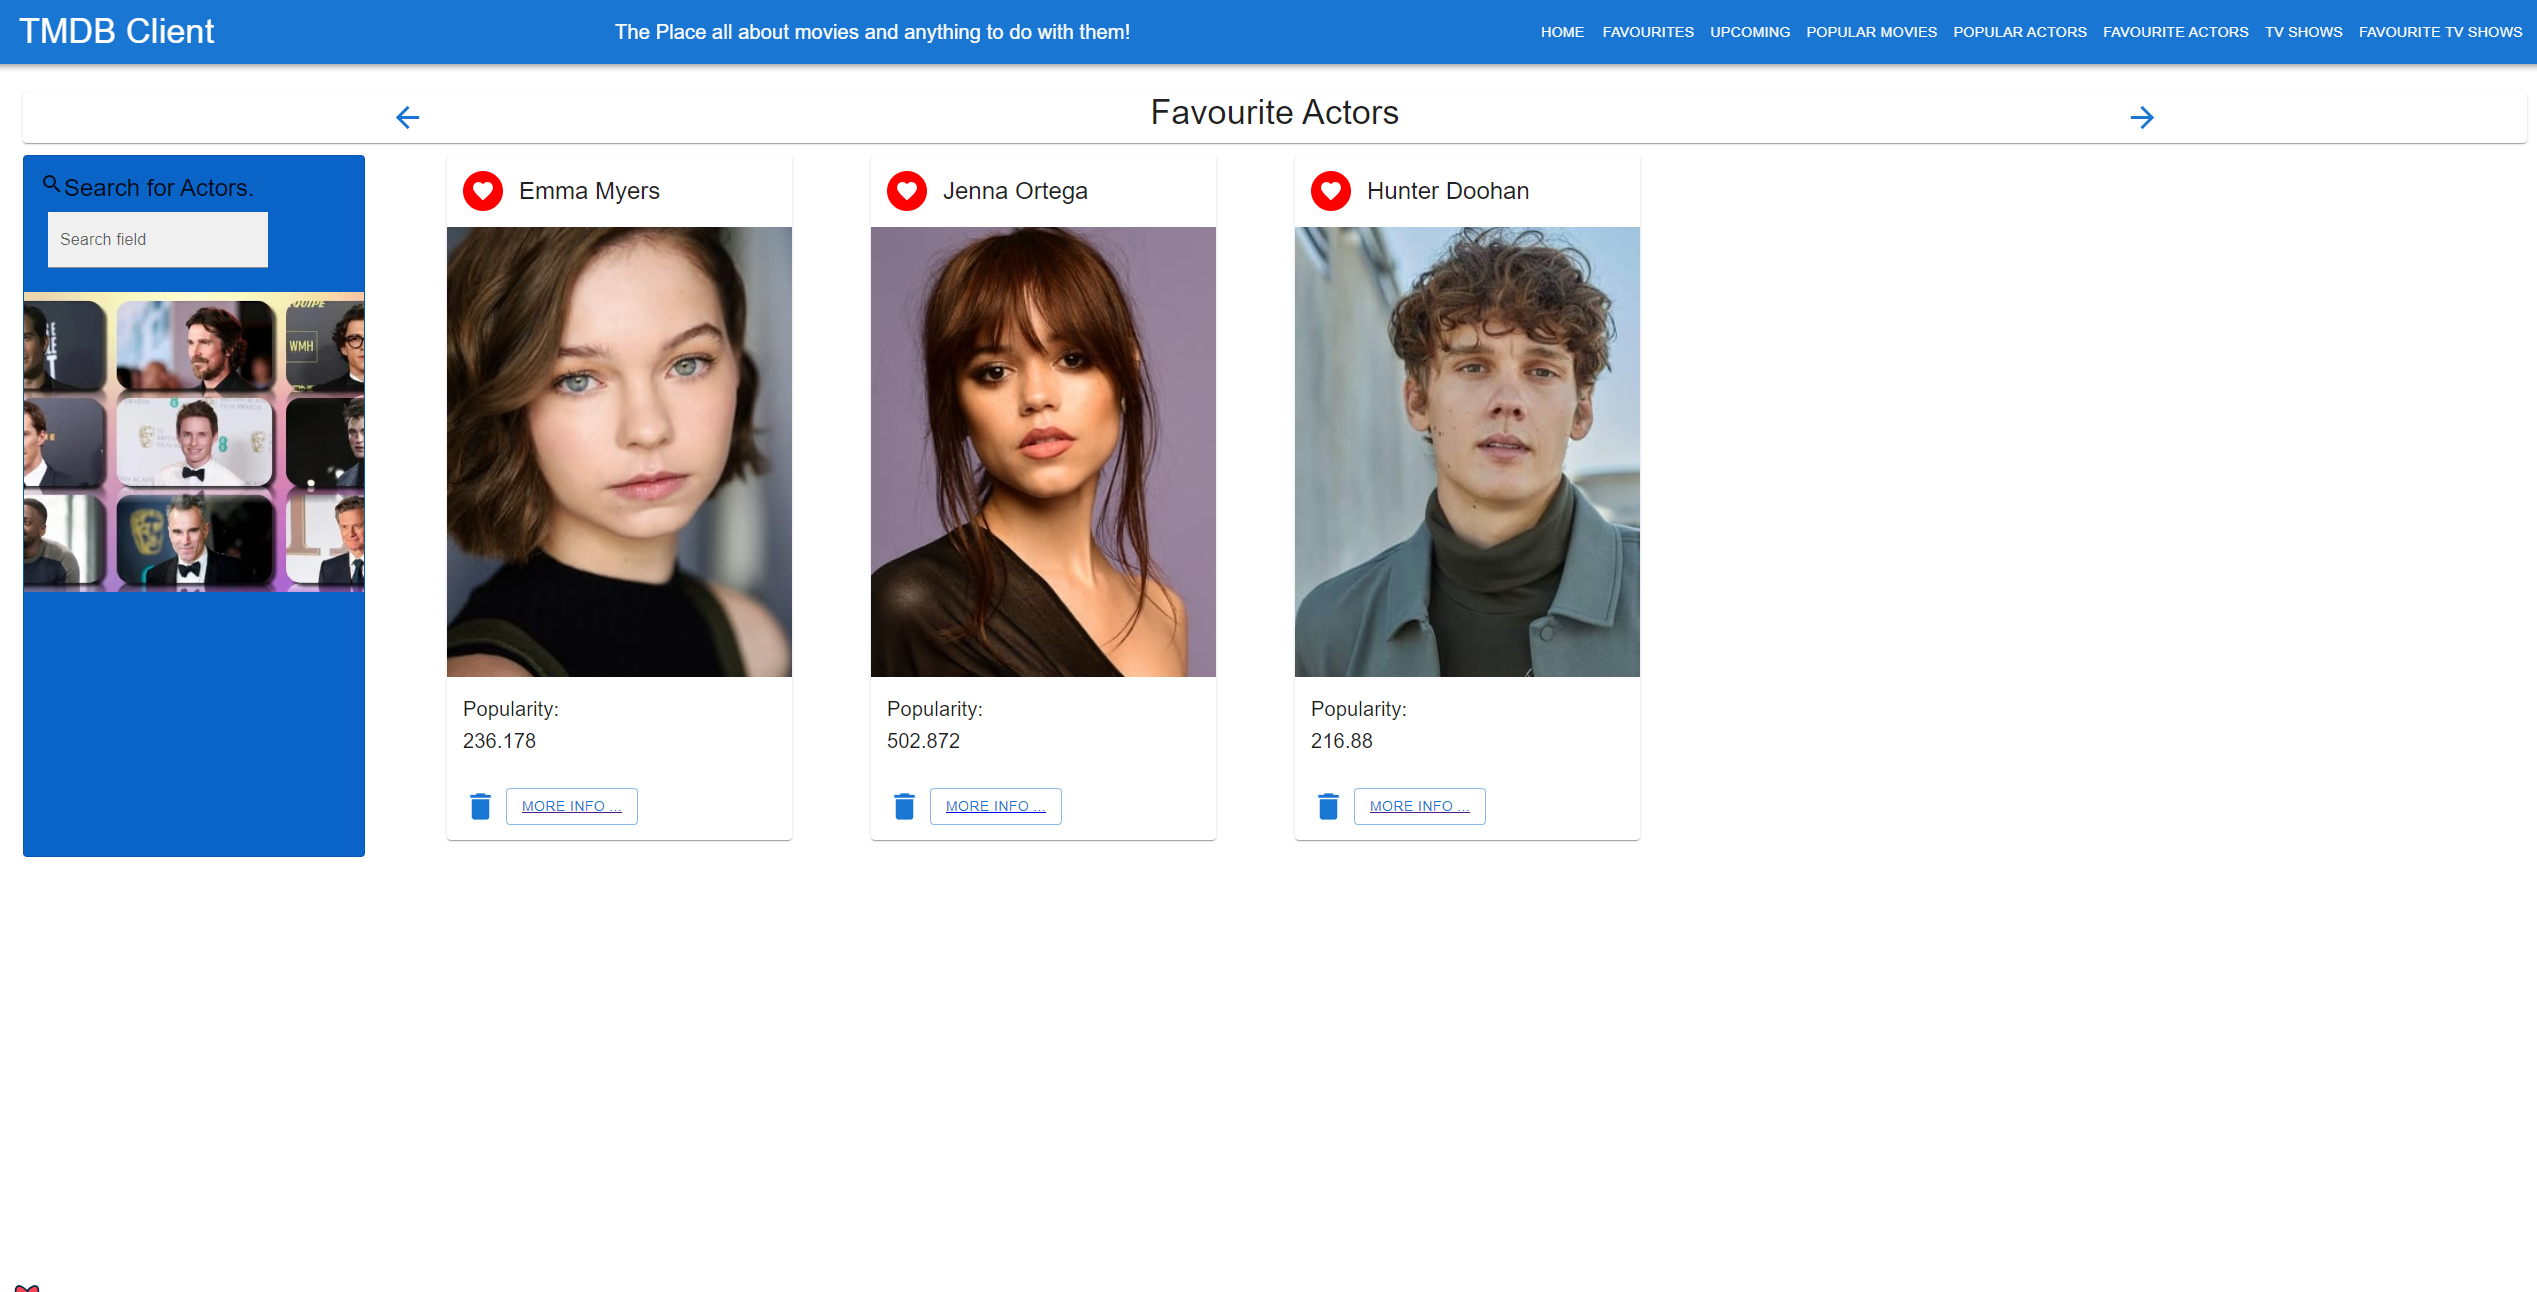 TMDB Client
The Place all about movies and anything to do with them!
HOME FAVOURITES UPCOMING POPULAR MOVIES POPULAR ACTORS FAVOURITE ACTORS TV SHOWS FAVOURITE TV SHOWS
Favourite Actors
Search for Actors.
Search field
WMH
Emma Myers
Popularity:
236.178
MORE INFO ...
Jenna Ortega
Popularity:
502.872
MORE INFO ...
Hunter Doohan
Popularity:
216.88
MORE INFO ...